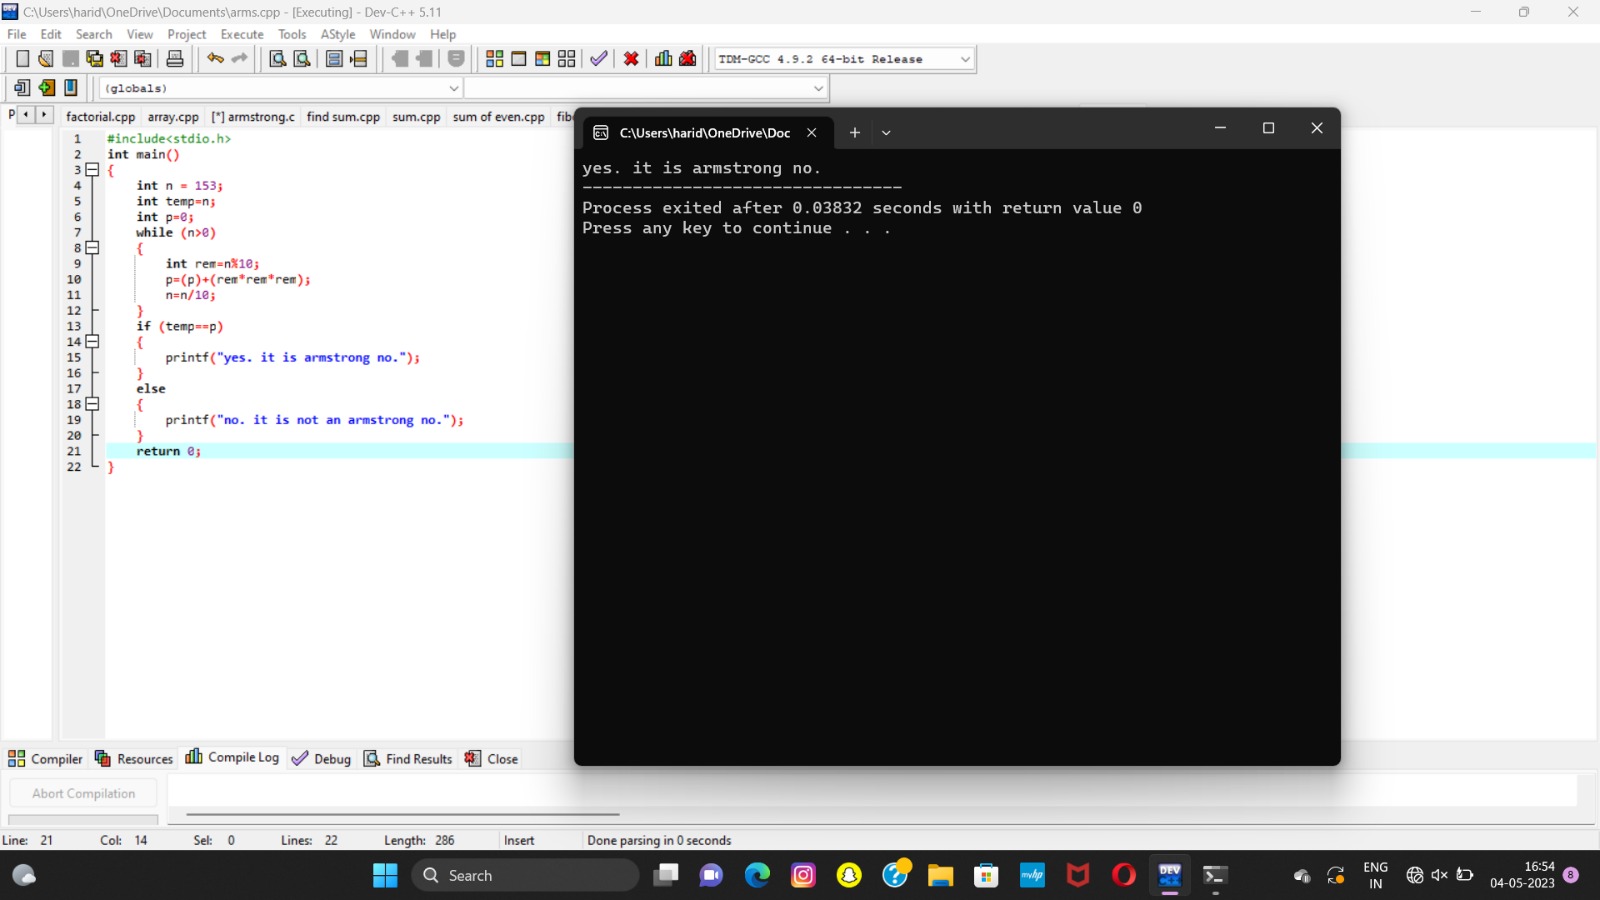 C:\Users\harid\OneDrive\Documents\arms.cpp - [Executing] - Dev-C++ 5.11
File Edit Search View Project Execute Tools AStyle Window Help
TDM-GCC 4.9.2 64-bit Release
(globals)
P factorial.cpp array.cpp [*] armstrong.c find sum.cpp sum.cpp sum of even.cpp
1 #include<stdio.h>
2 int main()
3 {
4 int n = 153;
5 int temp=n;
6 int p=0;
7 while (n>0)
8 {
9 int rem=n%10;
10 p=(p)+(rem*rem*rem);
11 n=n/10;
12 }
13 if (temp==p)
14 {
15 printf("yes. it is armstrong no.");
16 }
17 else
18 {
19 printf("no. it is not an armstrong no.");
20 }
21 return 0;
22 }
C:\Users\harid\OneDrive\Doc
yes. it is armstrong no.
--------------------------------
Process exited after 0.03832 seconds with return value 0
Press any key to continue . . .
Compiler Resources Compile Log Debug Find Results Close
Abort Compilation
Line: 21 Col: 14 Sel: 0 Lines: 22 Length: 286 Insert Done parsing in 0 seconds
Search
DEV
C++
myhp
ENG
IN
16:54
04-05-2023
8